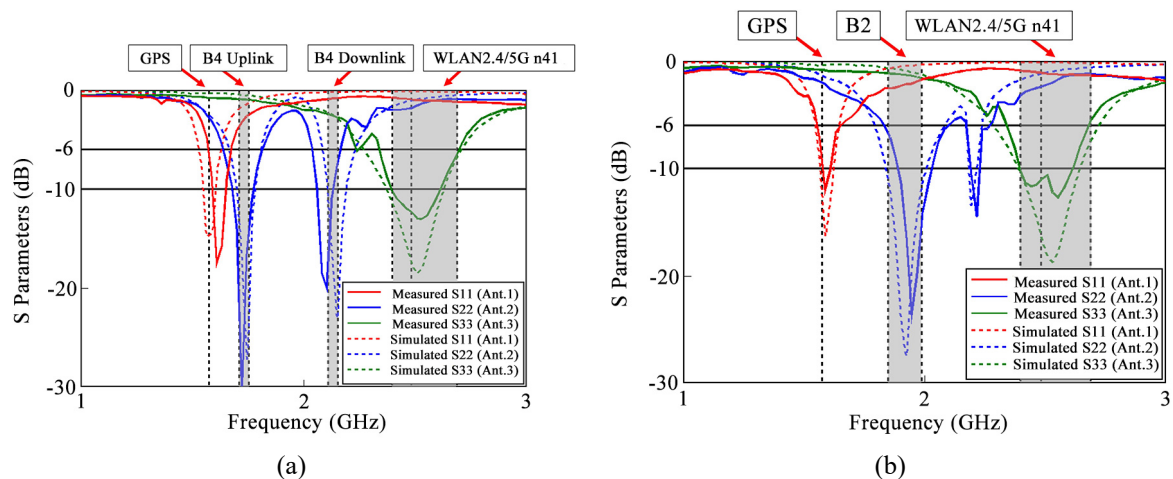 GPS
B4 Uplink
B4 Downlink
WLAN2.4/5G n41
0
-6
-10
-20
-30
S Parameters (dB)
1
2
3
Frequency (GHz)
Measured S11 (Ant.1)
Measured S22 (Ant.2)
Measured S33 (Ant.3)
Simulated S11 (Ant.1)
Simulated S22 (Ant.2)
Simulated S33 (Ant.3)
(a)
GPS
B2
WLAN2.4/5G n41
0
-6
-10
-20
-30
S Parameters (dB)
1
2
3
Frequency (GHz)
Measured S11 (Ant.1)
Measured S22 (Ant.2)
Measured S33 (Ant.3)
Simulated S11 (Ant.1)
Simulated S22 (Ant.2)
Simulated S33 (Ant.3)
(b)